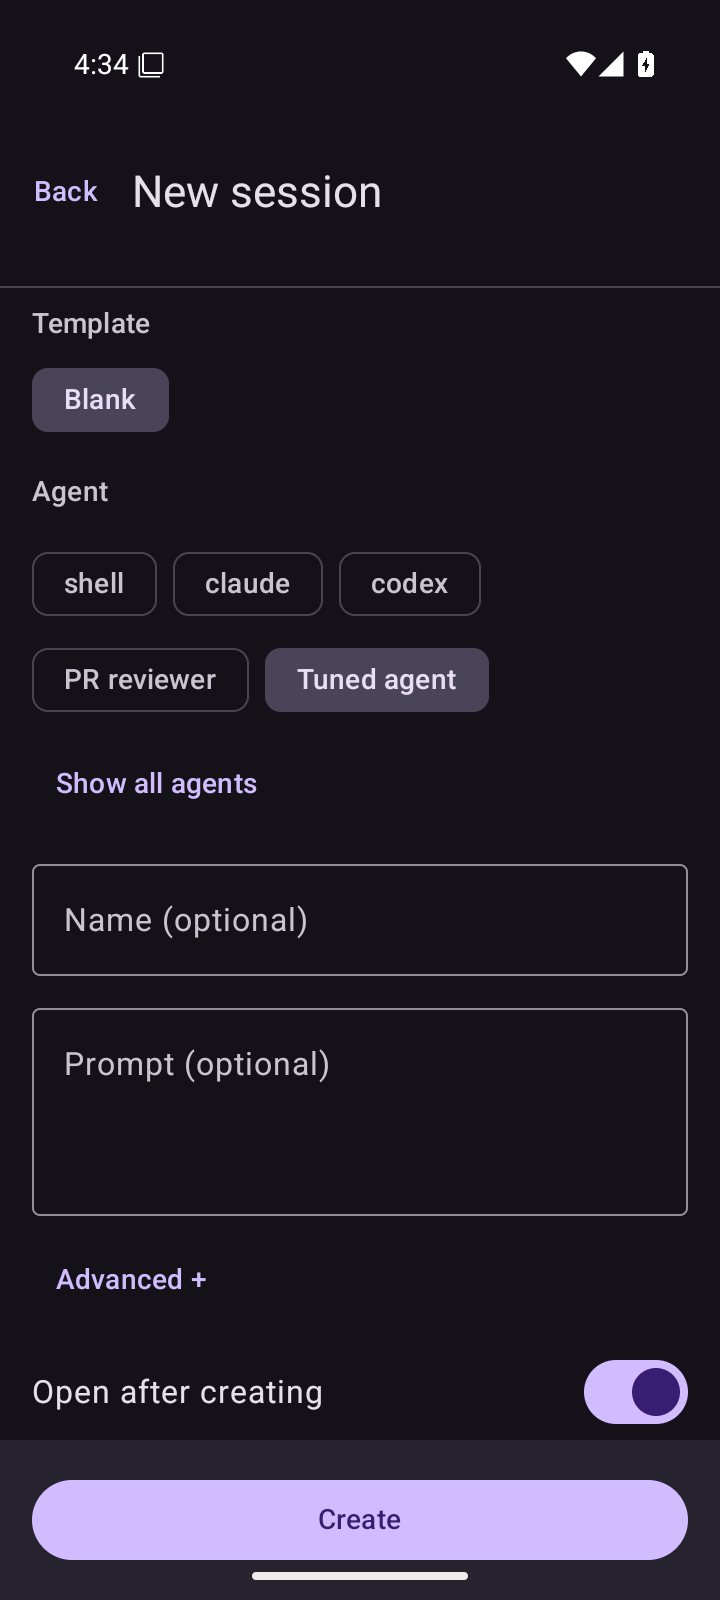 4:34
Back New session
Template
Blank
Agent
shell claude codex
PR reviewer Tuned agent
Show all agents
Name (optional)
Prompt (optional)
Advanced +
Open after creating
Create